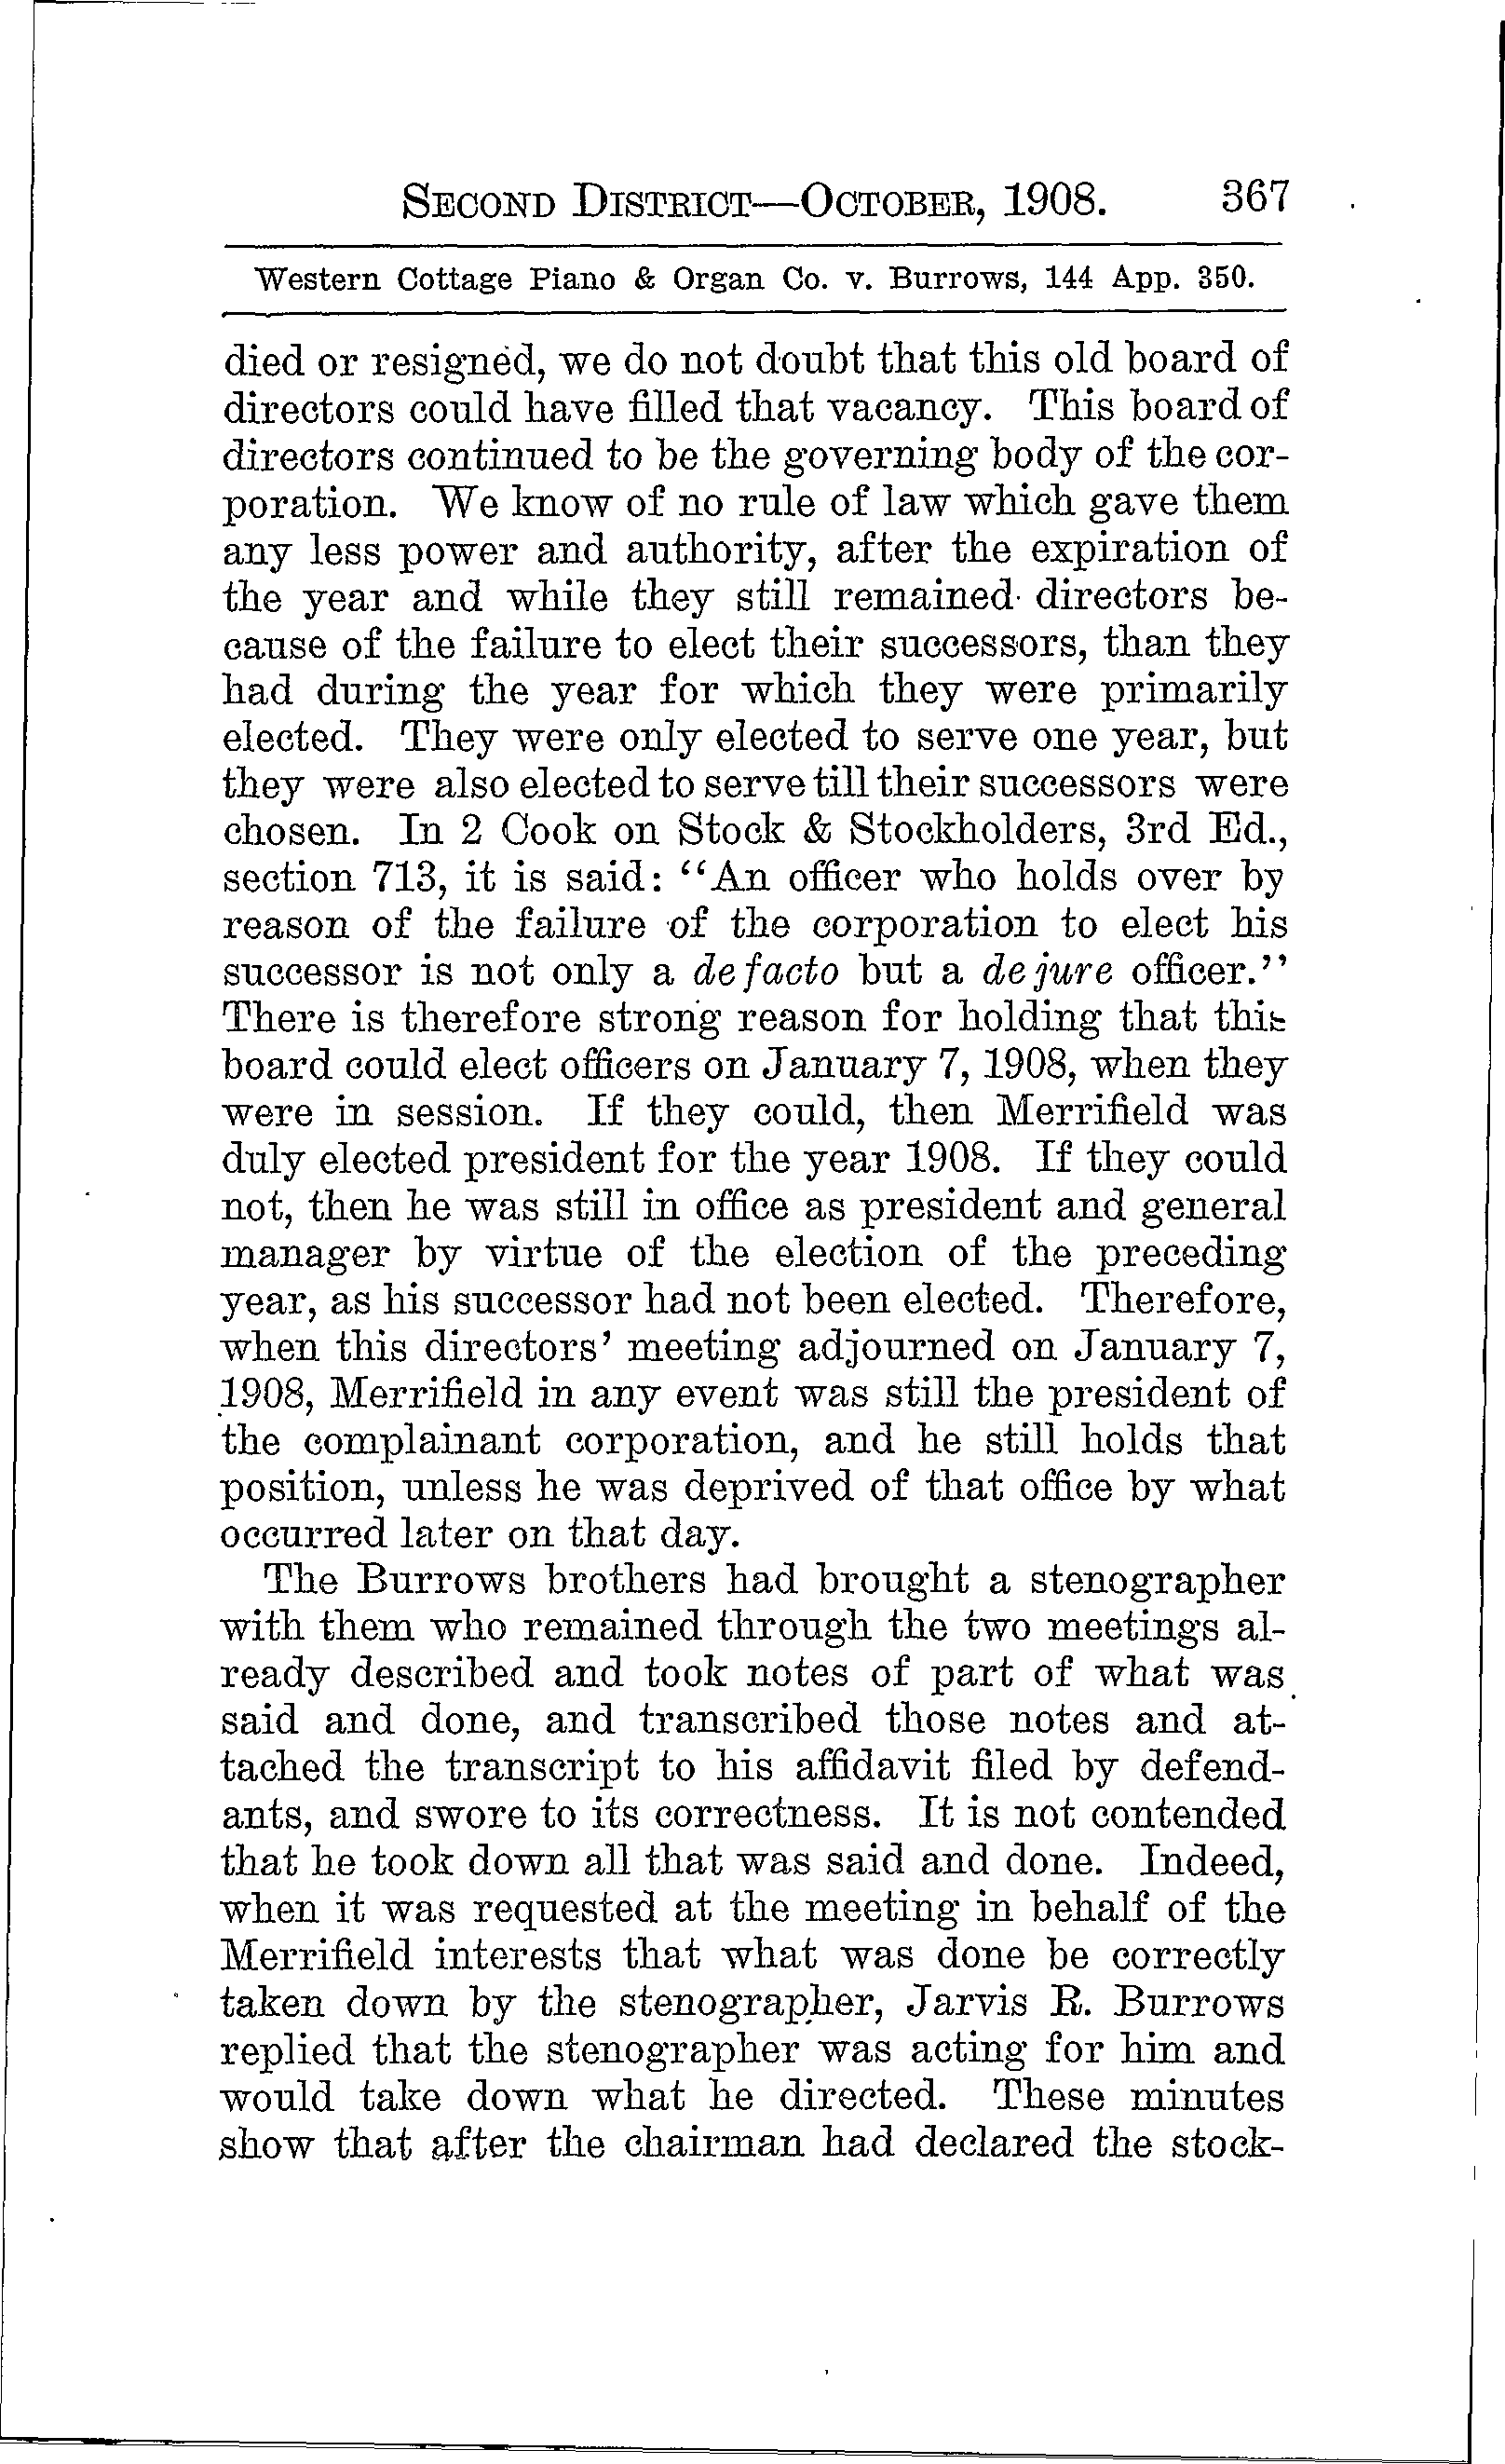 SECOND DISTRICT—OCTOBER, 1908. 367
Western Cottage Piano & Organ Co. v. Burrows, 144 App. 350.
died or resigned, we do not doubt that this old board of
directors could have filled that vacancy. This board of
directors continued to be the governing body of the cor-
poration. We know of no rule of law which gave them
any less power and authority, after the expiration of
the year and while they still remained directors be-
cause of the failure to elect their successors, than they
had during the year for which they were primarily
elected. They were only elected to serve one year, but
they were also elected to serve till their successors were
chosen. In 2 Cook on Stock & Stockholders, 3rd Ed.,
section 713, it is said: "An officer who holds over by
reason of the failure of the corporation to elect his
successor is not only a de facto but a de jure officer."
There is therefore strong reason for holding that this
board could elect officers on January 7, 1908, when they
were in session. If they could, then Merrifield was
duly elected president for the year 1908. If they could
not, then he was still in office as president and general
manager by virtue of the election of the preceding
year, as his successor had not been elected. Therefore,
when this directors' meeting adjourned on January 7,
1908, Merrifield in any event was still the president of
the complainant corporation, and he still holds that
position, unless he was deprived of that office by what
occurred later on that day.
The Burrows brothers had brought a stenographer
with them who remained through the two meetings al-
ready described and took notes of part of what was
said and done, and transcribed those notes and at-
tached the transcript to his affidavit filed by defend-
ants, and swore to its correctness. It is not contended
that he took down all that was said and done. Indeed,
when it was requested at the meeting in behalf of the
Merrifield interests that what was done be correctly
taken down by the stenographer, Jarvis R. Burrows
replied that the stenographer was acting for him and
would take down what he directed. These minutes
show that after the chairman had declared the stock-